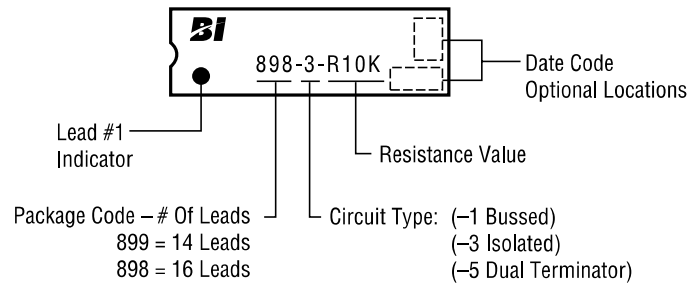 BI
898-3-R10K
Date Code
Optional Locations
Lead #1
Indicator
Resistance Value
Package Code – # Of Leads
899 = 14 Leads
898 = 16 Leads
Circuit Type: (–1 Bussed)
(–3 Isolated)
(–5 Dual Terminator)